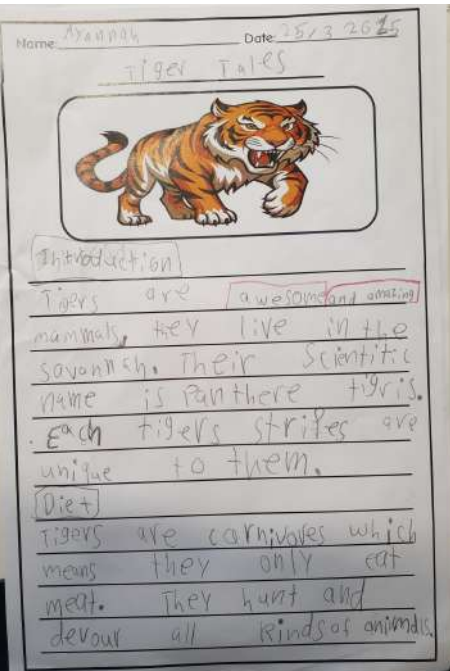 Name: Ayannah Date: 25/3 2025
Tiger Tales
Introduction
Tigers are awesome and amazing
mammals, they live in the
savannah. Their Scientific
name is Panthere tigris.
Each tigers stripes are
unique to them.
Diet
Tigers are carnivores which
means they only eat
meat. They hunt and
devour all kinds of animals.